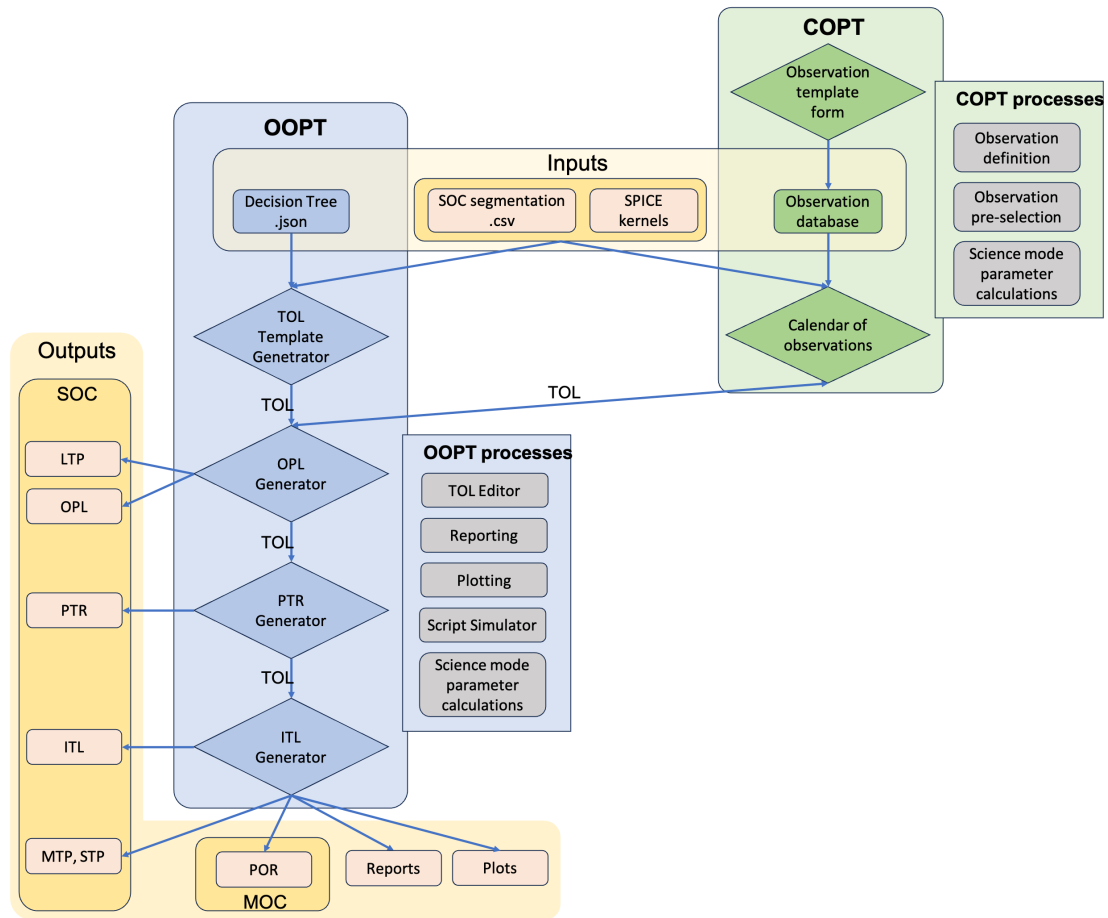 COPT
Observation
template
form
COPT processes
Observation
definition
Observation
pre-selection
Science mode
parameter
calculations
OOPT
Inputs
Decision Tree
.json
SOC segmentation
.csv
SPICE
kernels
Observation
database
TOL
Template
Genetrator
Calendar of
observations
Outputs
SOC
TOL
TOL
LTP
OPL
OPL
Generator
OOPT processes
TOL Editor
Reporting
Plotting
Script Simulator
Science mode
parameter
calculations
TOL
PTR
PTR
Generator
TOL
ITL
ITL
Generator
MTP, STP
POR
MOC
Reports
Plots